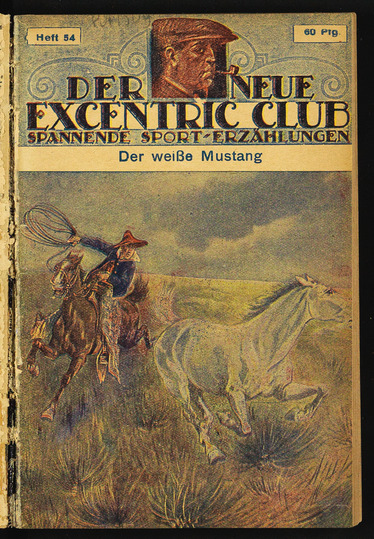 Heft 54
60 Pfg.
DER NEUE
EXCENTRIC CLUB
SPANNENDE SPORT-ERZÄHLUNGEN
Der weiße Mustang